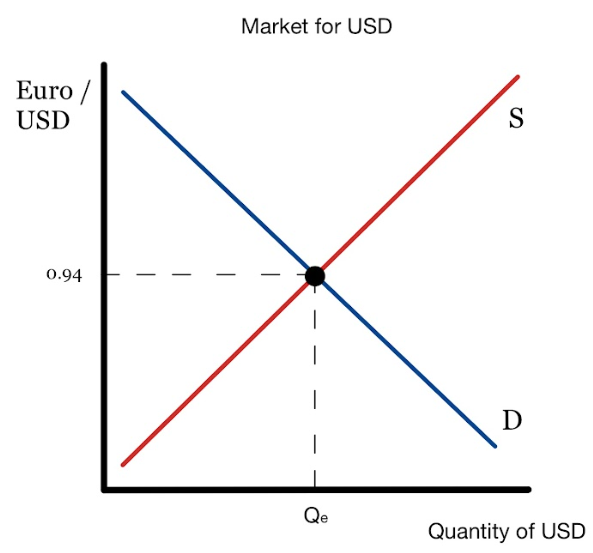 Market for USD
Euro /
USD
S
0.94
D
Qe
Quantity of USD